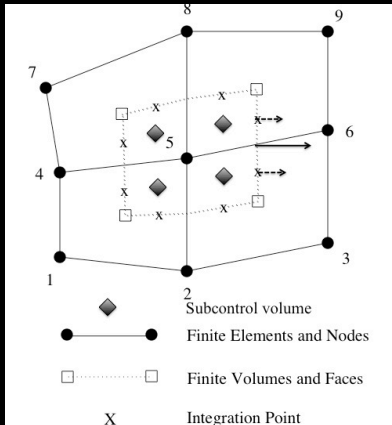 8
9
7
x
x
x
5
x
6
4
x
x
x
x
3
1
2
Subcontrol volume
Finite Elements and Nodes
Finite Volumes and Faces
X Integration Point